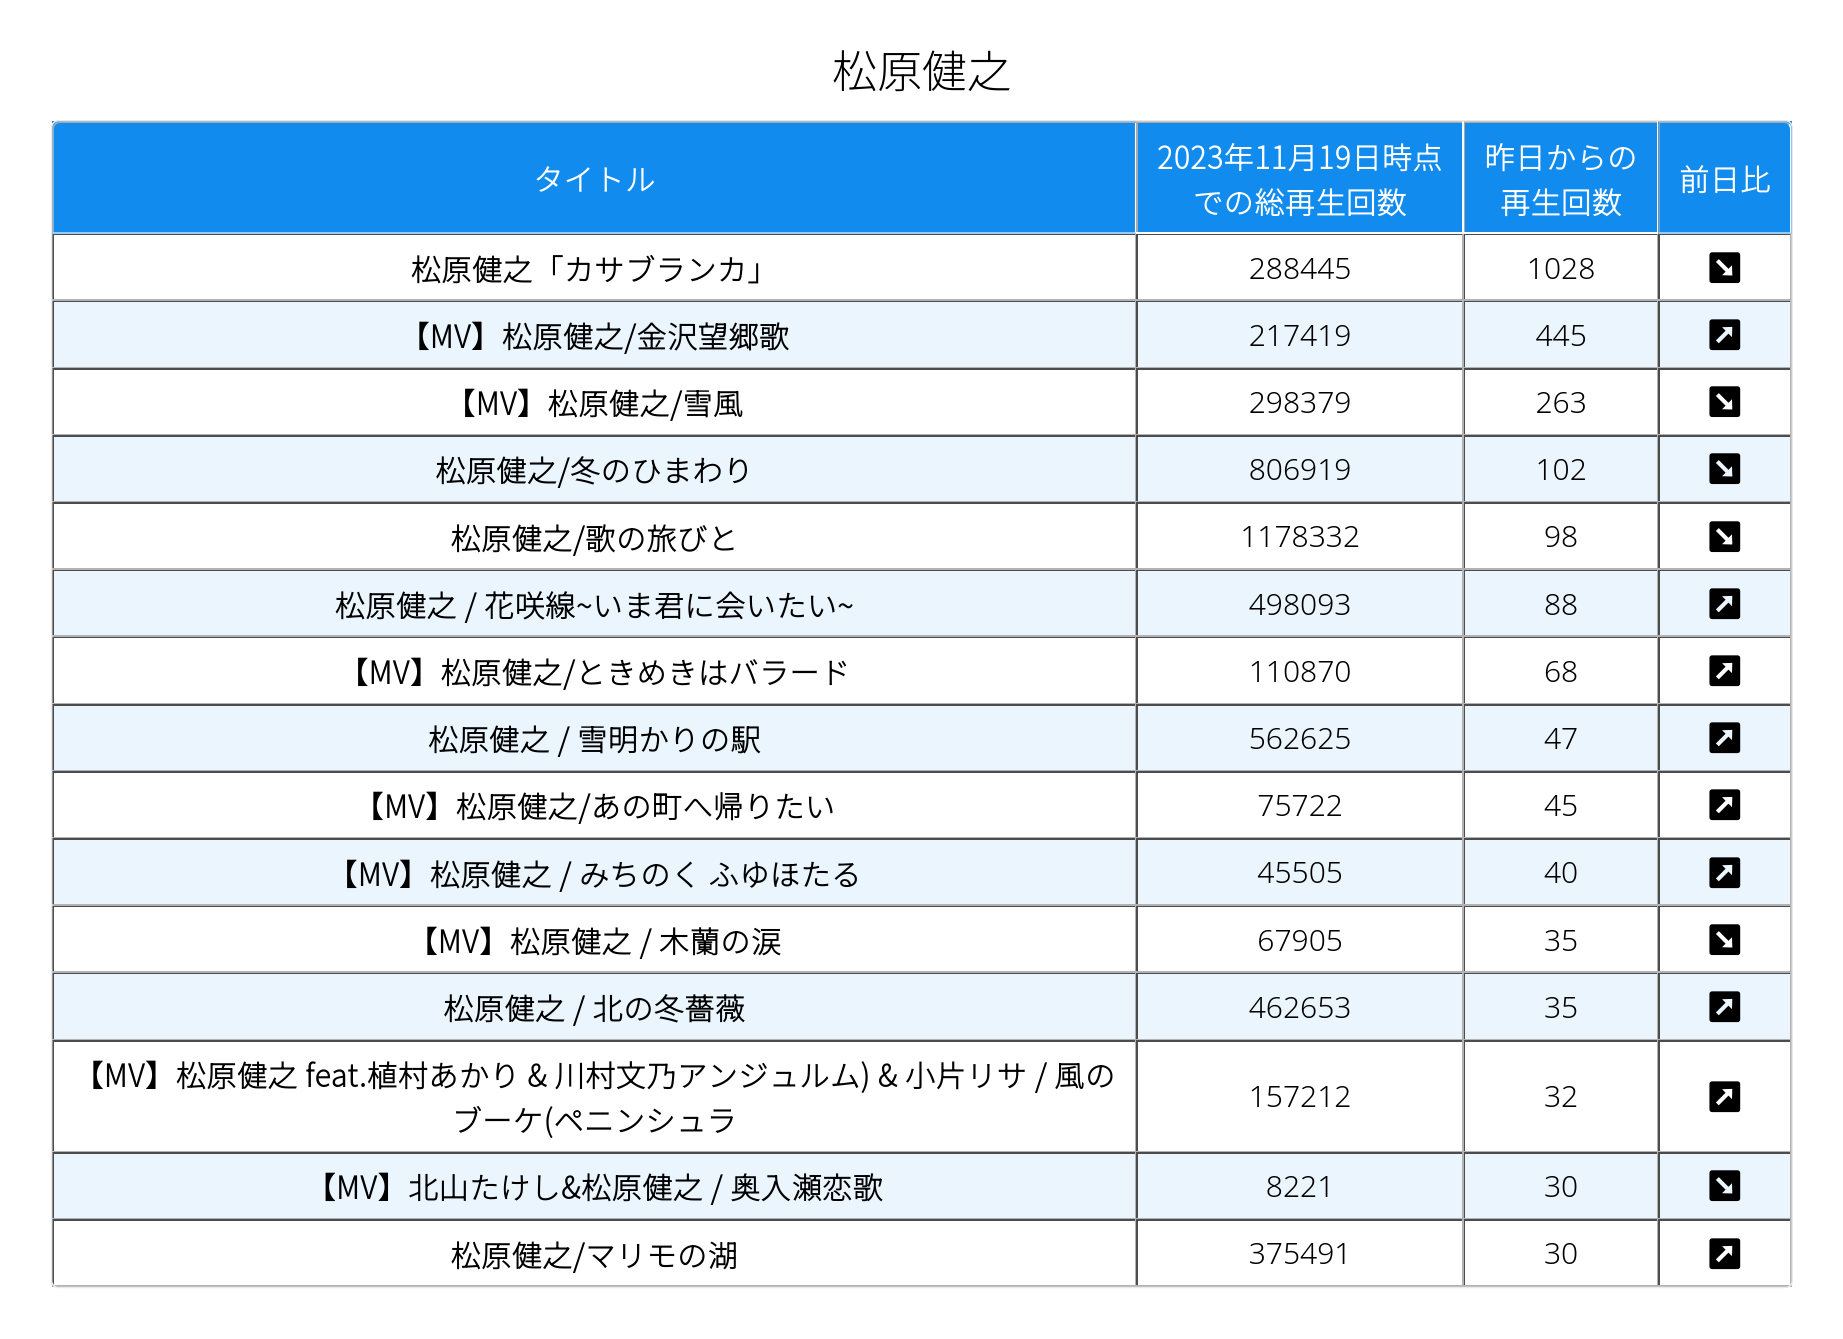 松原健之
タイトル 2023年11月19日時点 での総再生回数 昨日からの 再生回数 前日比
松原健之「カサブランカ」 288445 1028 ↘
【MV】松原健之/金沢望郷歌 217419 445 ↗
【MV】松原健之/雪風 298379 263 ↘
松原健之/冬のひまわり 806919 102 ↘
松原健之/歌の旅びと 1178332 98 ↘
松原健之 / 花咲線~いま君に会いたい~ 498093 88 ↗
【MV】松原健之/ときめきはバラード 110870 68 ↗
松原健之 / 雪明かりの駅 562625 47 ↗
【MV】松原健之/あの町へ帰りたい 75722 45 ↗
【MV】松原健之 / みちのく ふゆほたる 45505 40 ↗
【MV】松原健之 / 木蘭の涙 67905 35 ↘
松原健之 / 北の冬薔薇 462653 35 ↗
【MV】松原健之 feat.植村あかり & 川村文乃アンジュルム) & 小片リサ / 風の
ブーケ(ペニンシュラ 157212 32 ↗
【MV】北山たけし&松原健之 / 奥入瀬恋歌 8221 30 ↘
松原健之/マリモの湖 375491 30 ↗